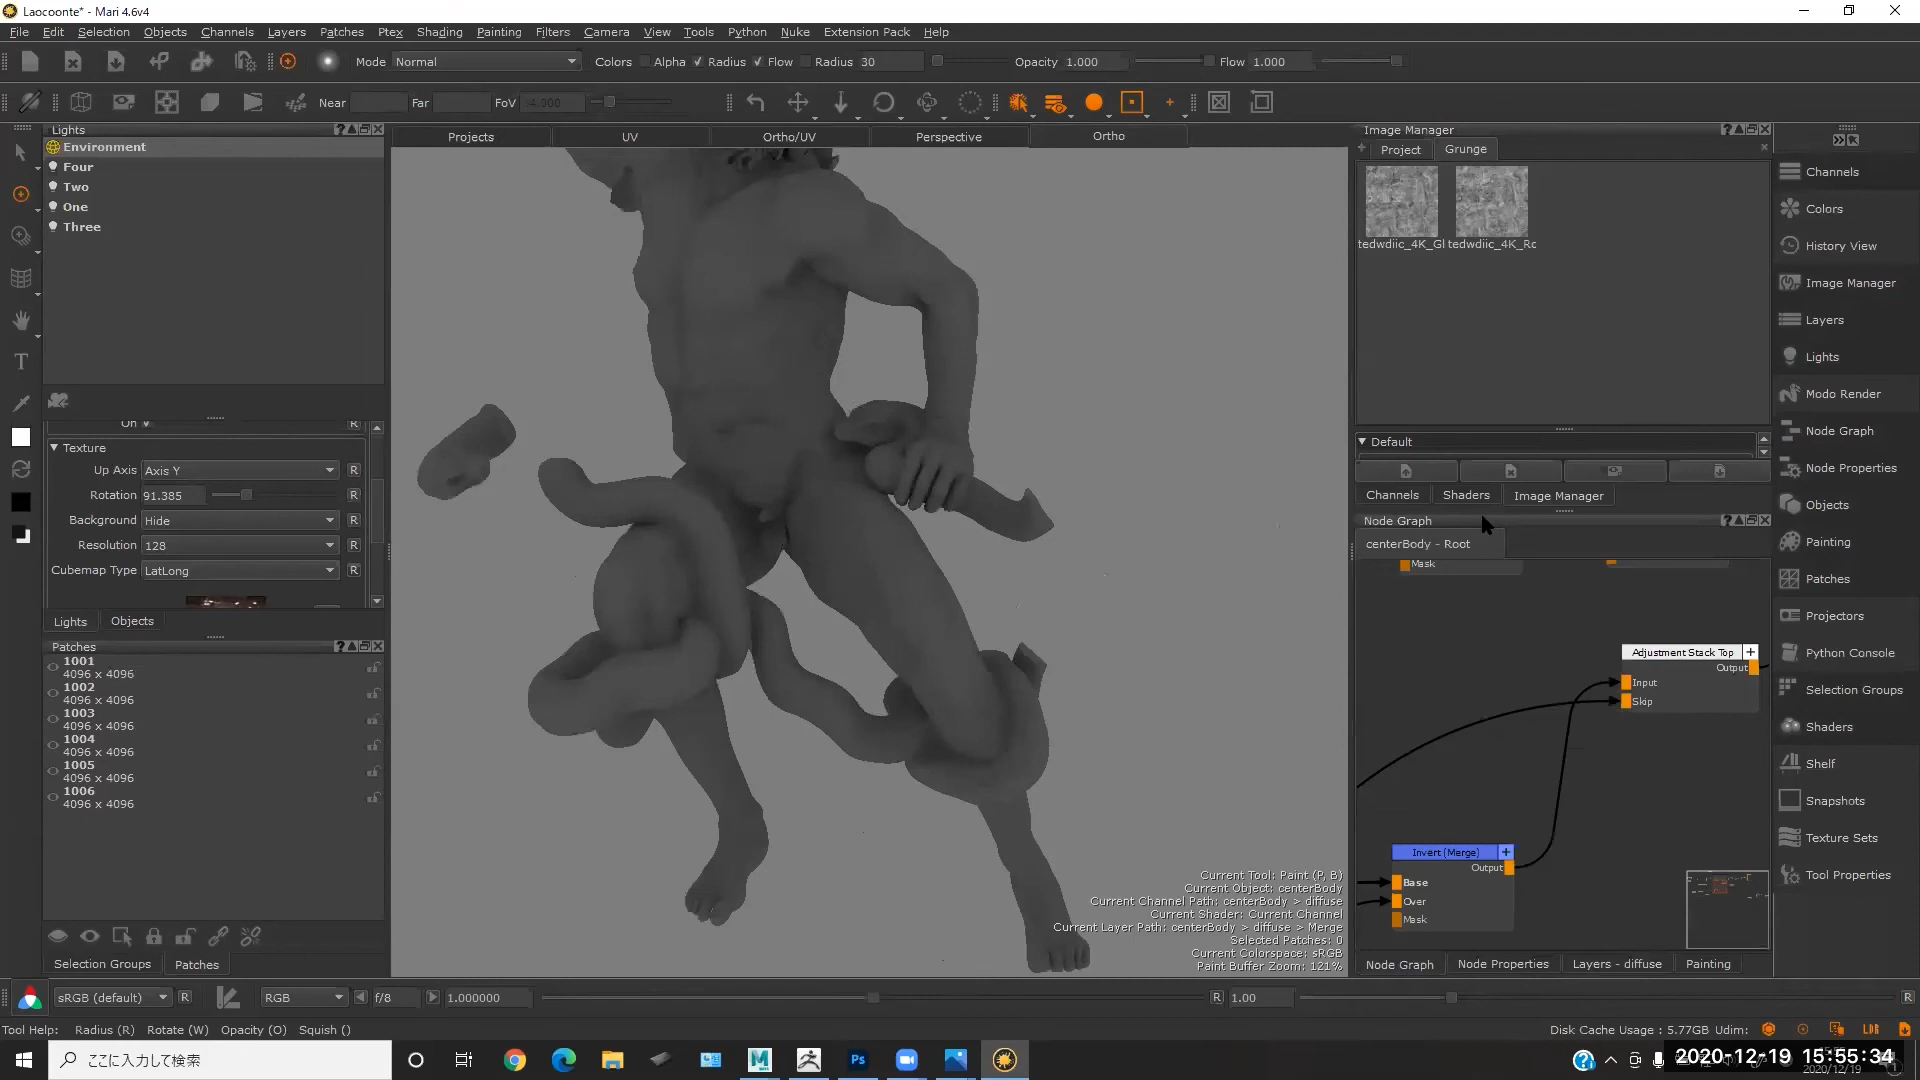 Laocoonte* - Mari 4.6v4
File Edit Selection Objects Channels Layers Patches Ptex Shading Painting Filters Camera View Tools Python Nuke Extension Pack Help
Mode Normal Colors Alpha Radius Flow Radius 30 Opacity 1.000 Flow 1.000
Near Far FoV
Lights
Environment
Four
Two
One
Three
On R
Texture
Up Axis Axis Y R
Rotation 91.385 R
Background Hide R
Resolution 128 R
Cubemap Type LatLong R
Lights Objects
Patches
1001
4096 x 4096
1002
4096 x 4096
1003
4096 x 4096
1004
4096 x 4096
1005
4096 x 4096
1006
4096 x 4096
Selection Groups Patches
Projects UV Ortho/UV Perspective Ortho
Current Tool: Paint (P, B)
Current Object: centerBody
Current Channel Path: centerBody > diffuse
Current Shader: Current Channel
Current Layer Path: centerBody > diffuse > Merge
Selected Patches: 0
Current Colorspace: sRGB
Paint Buffer Zoom: 121%
Image Manager
Project Grunge
tedwdiic_4K_Gl tedwdiic_4K_Rc
Default
Channels Shaders Image Manager
Node Graph
centerBody - Root
Mask
Adjustment Stack Top +
Output
Input
Skip
Invert (Merge) +
Output
Base
Over
Mask
Node Graph Node Properties Layers - diffuse Painting
Channels
Colors
History View
Image Manager
Layers
Lights
Modo Render
Node Graph
Node Properties
Objects
Painting
Patches
Projectors
Python Console
Selection Groups
Shaders
Shelf
Snapshots
Texture Sets
Tool Properties
sRGB (default) R RGB f/8 1.000000 R 1.00 R
Tool Help: Radius (R) Rotate (W) Opacity (O) Squish ()
Disk Cache Usage : 5.77GB Udim:
ここに入力して検索
2020-12-19 15:55:34
2020/12/19